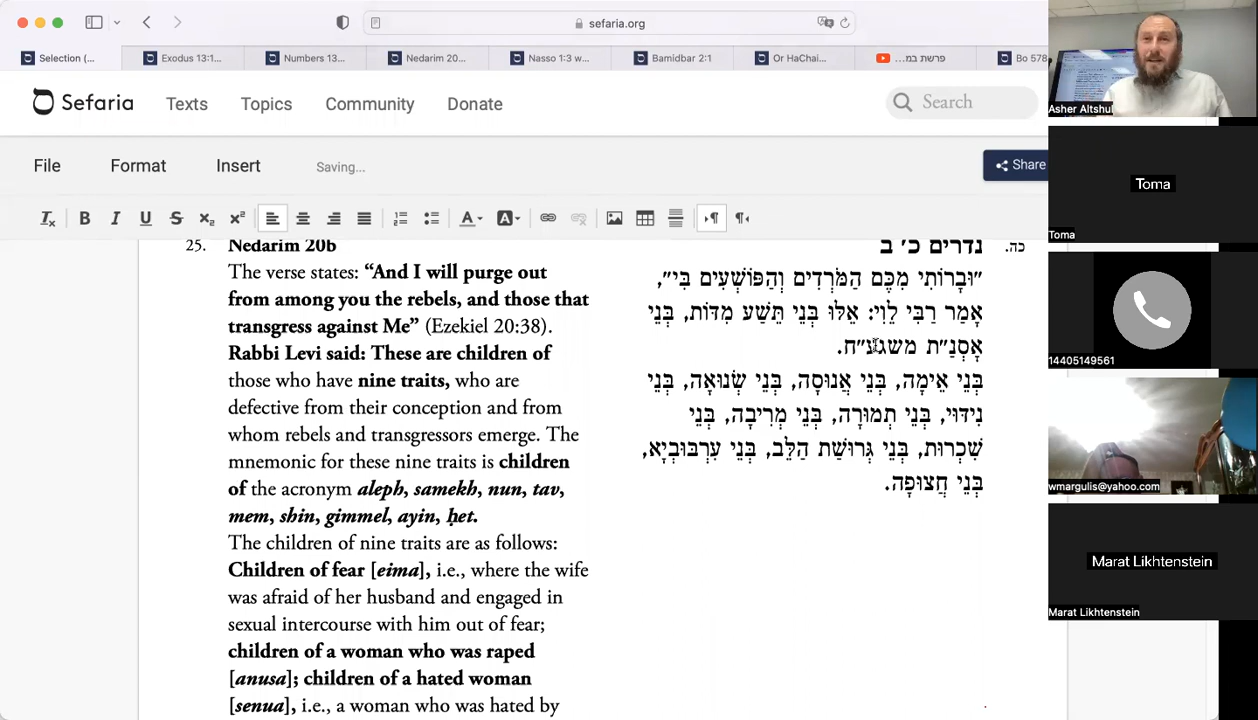 sefaria.org
Selection (...
Exodus 13:1...
Numbers 13...
Nedarim 20...
Nasso 1:3 w...
Bamidbar 2:1
Or HaChai...
פרשת במ...
Bo 578
Sefaria
Texts
Topics
Community
Donate
Search
File
Format
Insert
Saving...
Share
25.
Nedarim 20b
The verse states: “And I will purge out
from among you the rebels, and those that
transgress against Me” (Ezekiel 20:38).
Rabbi Levi said: These are children of
those who have nine traits, who are
defective from their conception and from
whom rebels and transgressors emerge. The
mnemonic for these nine traits is children
of the acronym aleph, samekh, nun, tav,
mem, shin, gimmel, ayin, ḥet.
The children of nine traits are as follows:
Children of fear [eima], i.e., where the wife
was afraid of her husband and engaged in
sexual intercourse with him out of fear;
children of a woman who was raped
[anusa]; children of a hated woman
[senua], i.e., a woman who was hated by
כה.
נדרים כ׳ ב
״וּבָרוֹתִי מִכֶּם הַמֹּרְדִים וְהַפּוֹשְׁעִים בִּי״,
אָמַר רַבִּי לֵוִי: אֵלּוּ בְּנֵי תֵּשַׁע מִדּוֹת, בְּנֵי
אָסְנַ״ת משגע״ח.
בְּנֵי אֵימָה, בְּנֵי אֲנוּסָה, בְּנֵי שְׂנוּאָה, בְּנֵי
נִידּוּי, בְּנֵי תְמוּרָה, בְּנֵי מְרִיבָה, בְּנֵי
שִׁכְרוּת, בְּנֵי גְּרוּשַׁת הַלֵּב, בְּנֵי עִרְבּוּבְיָא,
בְּנֵי חֲצוּפָה.
Asher Altshul
Toma
Toma
14405149561
wmargulis@yahoo.com
Marat Likhtenstein
Marat Likhtenstein